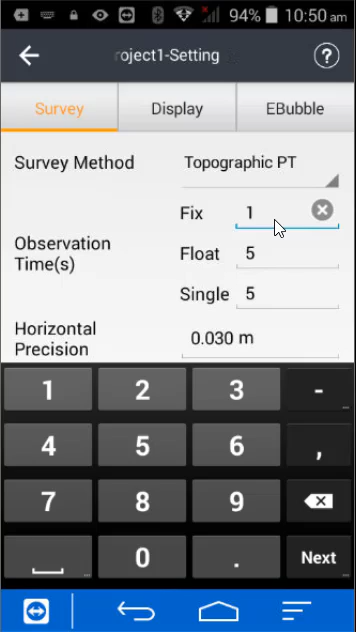 94% 10:50 am
roject1-Setting ?
Survey Display EBubble
Survey Method Topographic PT
Fix 1
Observation
Time(s)
Float 5
Single 5
Horizontal
Precision
0.030 m
1 2 3 -
4 5 6 ,
7 8 9
0 . Next